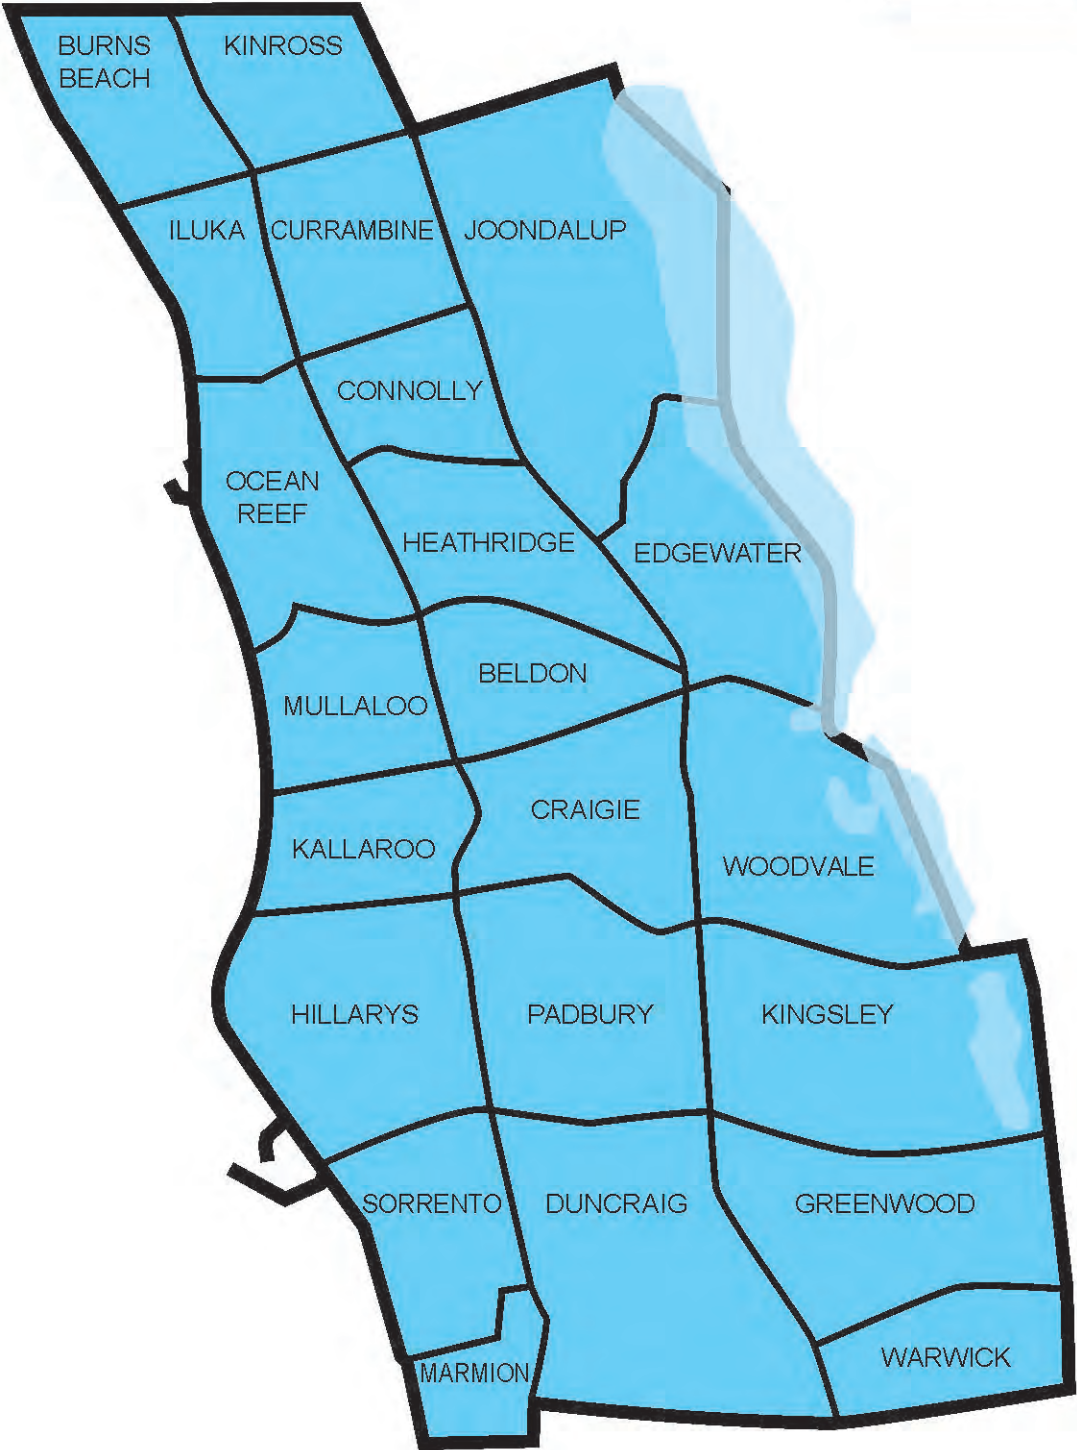 BURNS
BEACH
KINROSS
ILUKA
CURRAMBINE
JOONDALUP
CONNOLLY
OCEAN
REEF
HEATHRIDGE
EDGEWATER
BELDON
MULLALOO
CRAIGIE
KALLAROO
WOODVALE
HILLARYS
PADBURY
KINGSLEY
SORRENTO
DUNCRAIG
GREENWOOD
WARWICK
MARMION